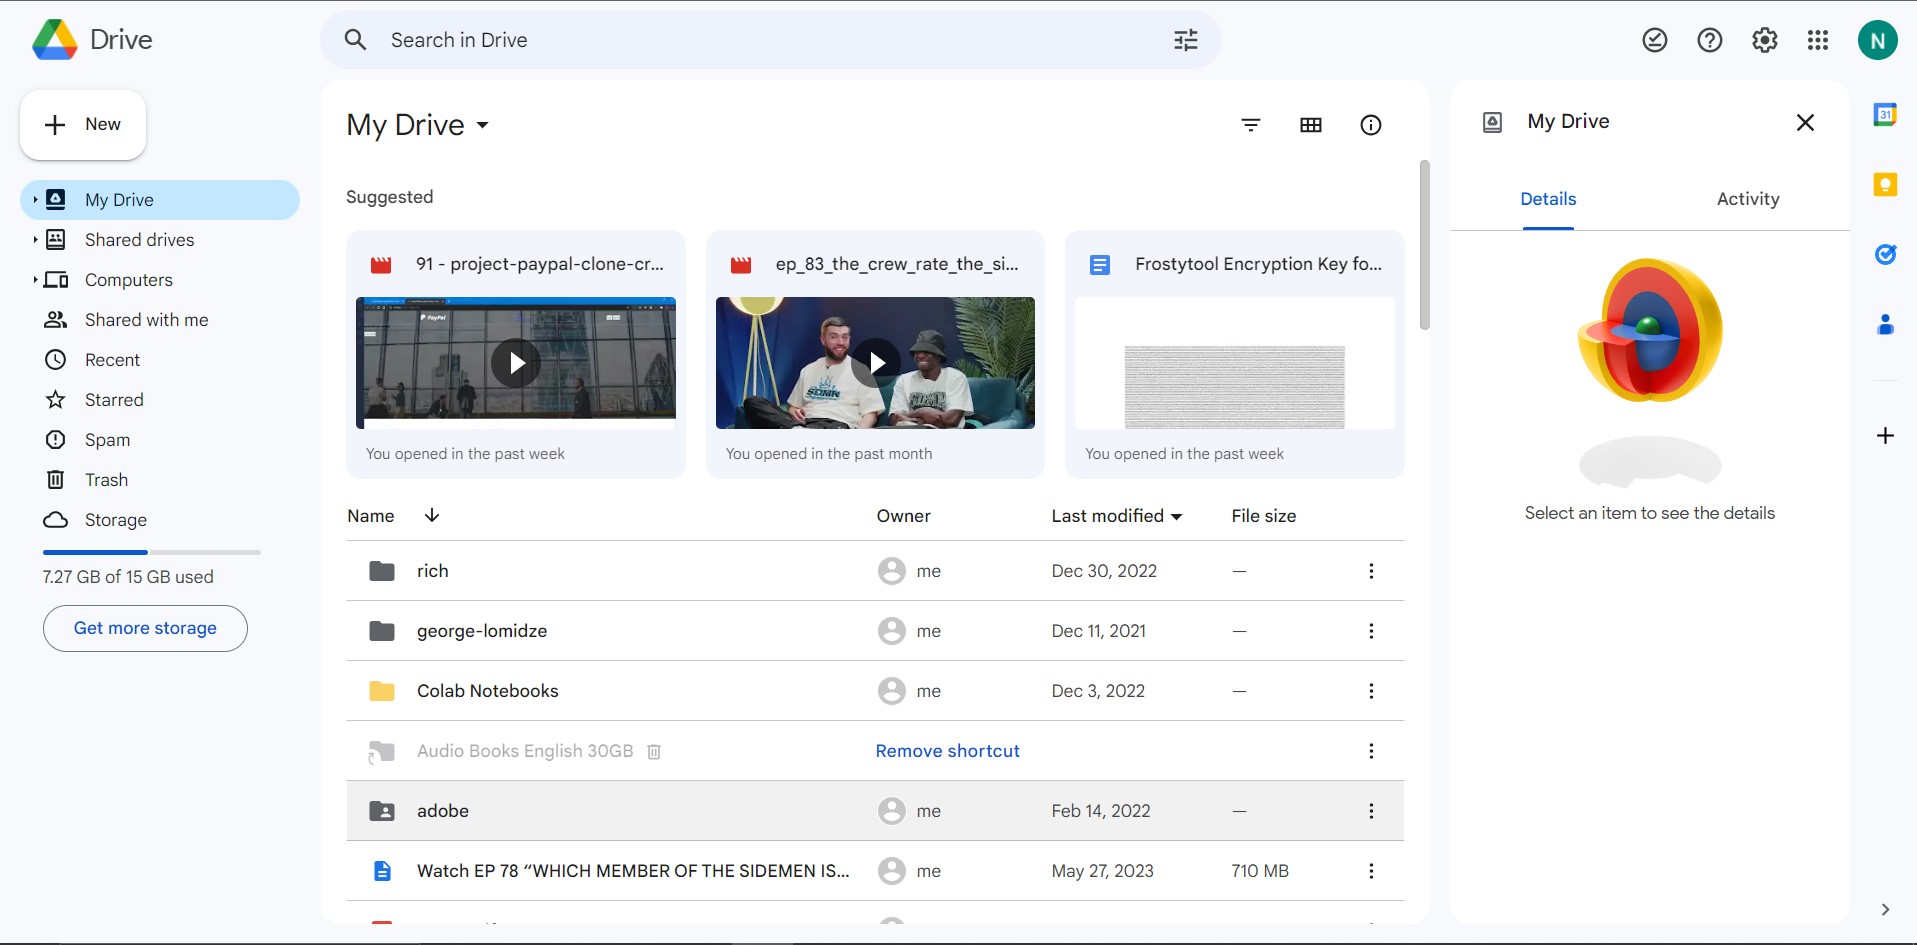 Drive
Search in Drive
N
New
My Drive
Shared drives
Computers
Shared with me
Recent
Starred
Spam
Trash
Storage
7.27 GB of 15 GB used
Get more storage
My Drive
Suggested
91 - project-paypal-clone-cr...
PayPal
You opened in the past week
ep_83_the_crew_rate_the_si...
SDMN
You opened in the past month
Frostytool Encryption Key fo...
You opened in the past week
Name Owner Last modified File size
rich me Dec 30, 2022 —
george-lomidze me Dec 11, 2021 —
Colab Notebooks me Dec 3, 2022 —
Audio Books English 30GB Remove shortcut
adobe me Feb 14, 2022 —
Watch EP 78 “WHICH MEMBER OF THE SIDEMEN IS... me May 27, 2023 710 MB
My Drive
Details Activity
Select an item to see the details
31